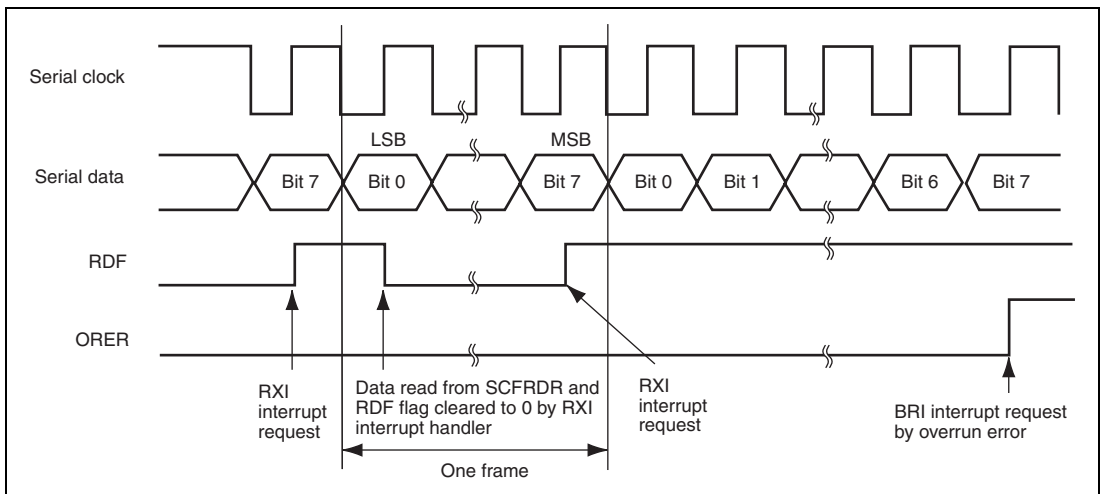 Serial clock
LSB
MSB
Serial data
Bit 7
Bit 0
Bit 7
Bit 0
Bit 1
Bit 6
Bit 7
RDF
ORER
RXI
interrupt
request
Data read from SCFRDR and
RDF flag cleared to 0 by RXI
interrupt handler
RXI
interrupt
request
BRI interrupt request
by overrun error
One frame